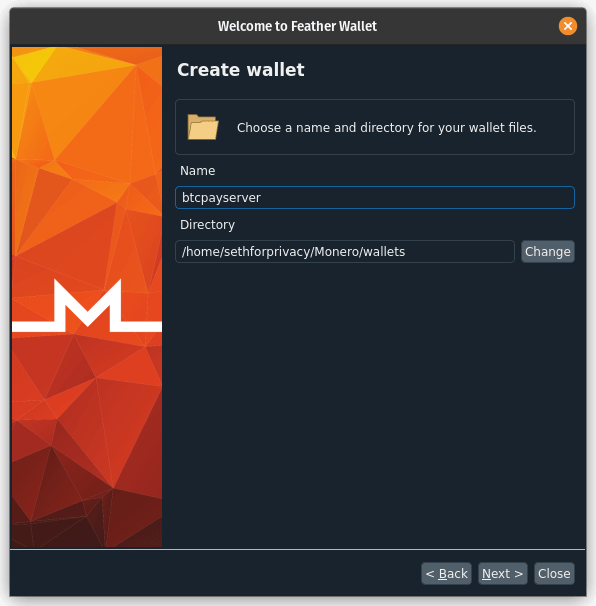 Welcome to Feather Wallet
Create wallet
Choose a name and directory for your wallet files.
Name
btcpayserver
Directory
/home/sethforprivacy/Monero/wallets
Change
< Back
Next >
Close